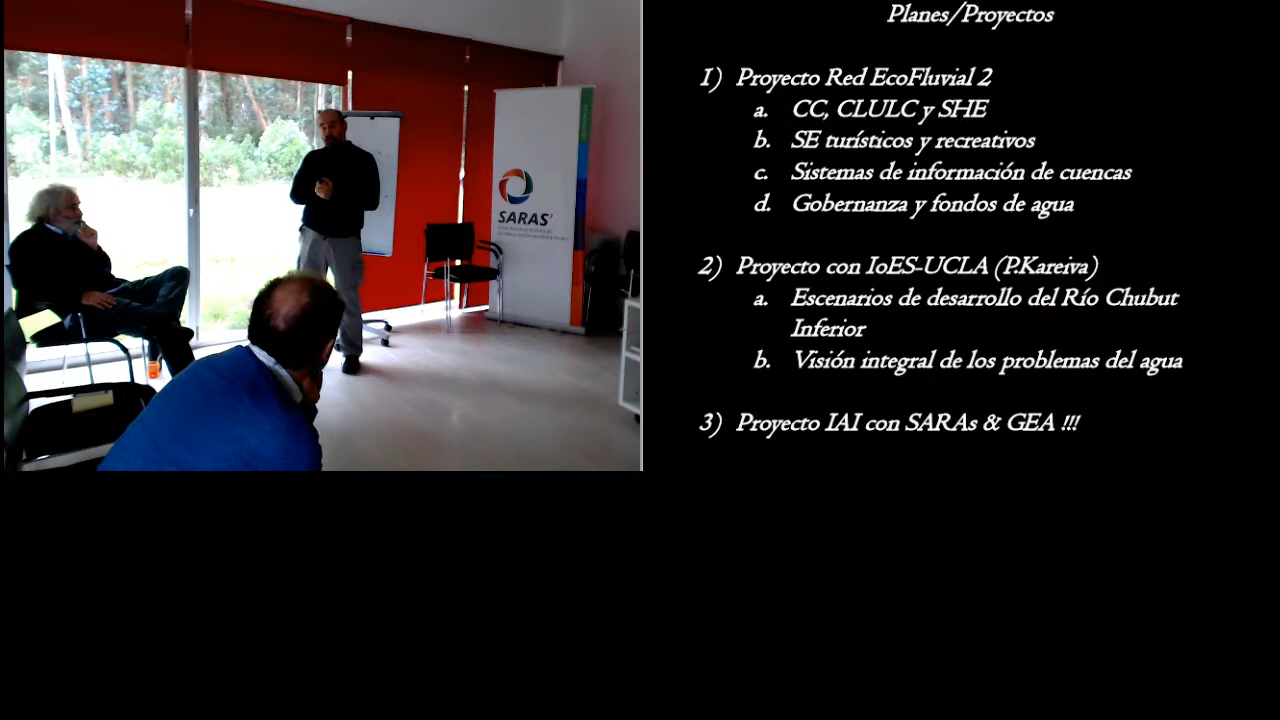 SARAS²
Planes/Proyectos
1) Proyecto Red EcoFluvial 2
a. CC, CLULC y SHE
b. SE turísticos y recreativos
c. Sistemas de información de cuencas
d. Gobernanza y fondos de agua
2) Proyecto con IoES-UCLA (P.Kareiva)
a. Escenarios de desarrollo del Río Chubut
Inferior
b. Visión integral de los problemas del agua
3) Proyecto IAI con SARAs & GEA !!!